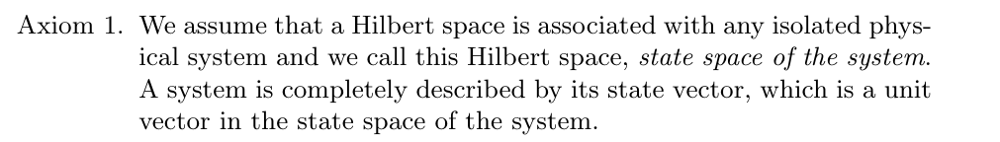 Axiom 1. We assume that a Hilbert space is associated with any isolated phys-
ical system and we call this Hilbert space, state space of the system.
A system is completely described by its state vector, which is a unit
vector in the state space of the system.